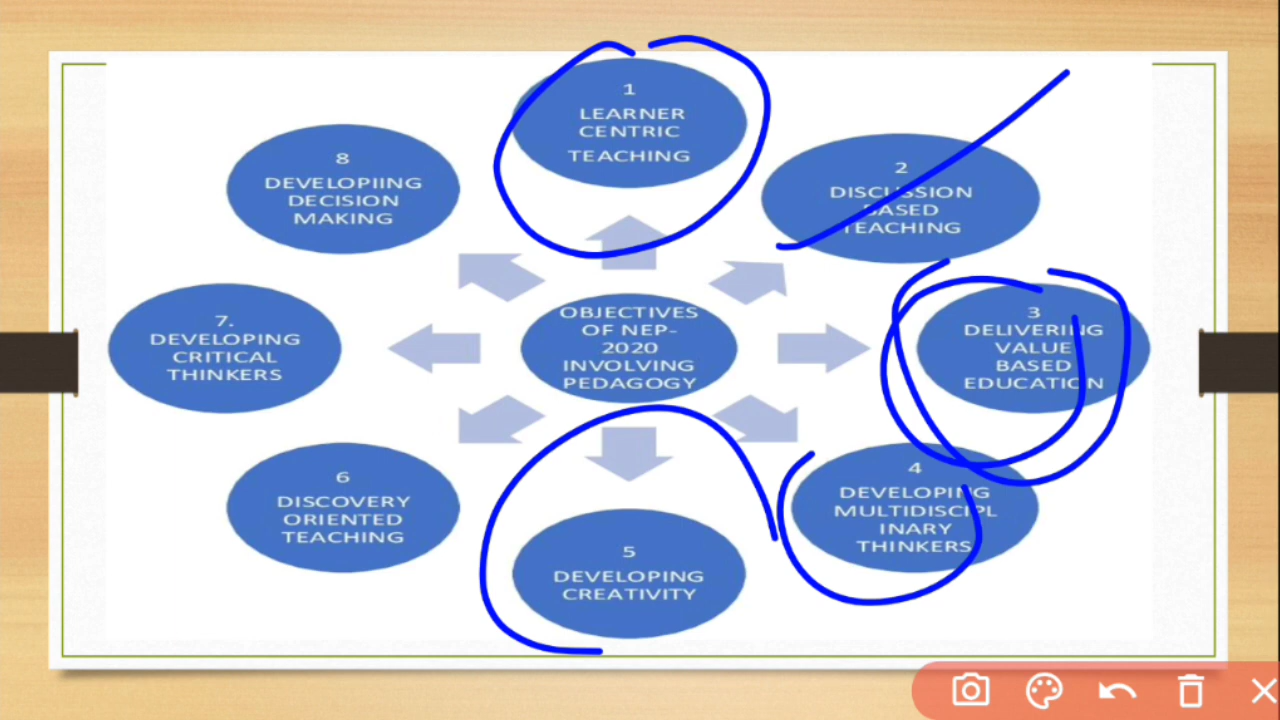 1
LEARNER
CENTRIC
TEACHING
2
DISCUSSION
BASED
TEACHING
3
DELIVERING
VALUE
BASED
EDUCATION
4
DEVELOPING
MULTIDISCIPL
INARY
THINKERS
5
DEVELOPING
CREATIVITY
6
DISCOVERY
ORIENTED
TEACHING
7.
DEVELOPING
CRITICAL
THINKERS
8
DEVELOPIING
DECISION
MAKING
OBJECTIVES
OF NEP-
2020
INVOLVING
PEDAGOGY